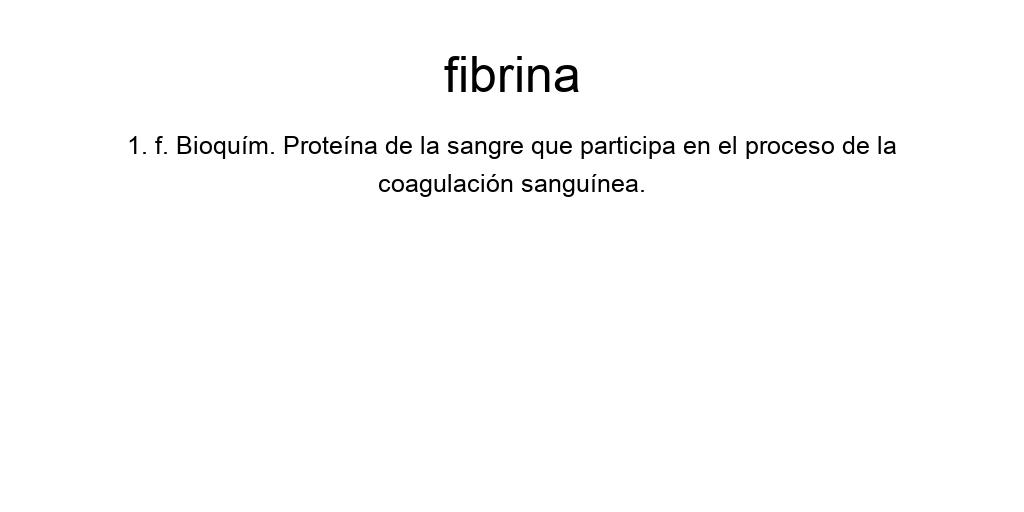 fibrina
1. f. Bioquím. Proteína de la sangre que participa en el proceso de la
coagulación sanguínea.